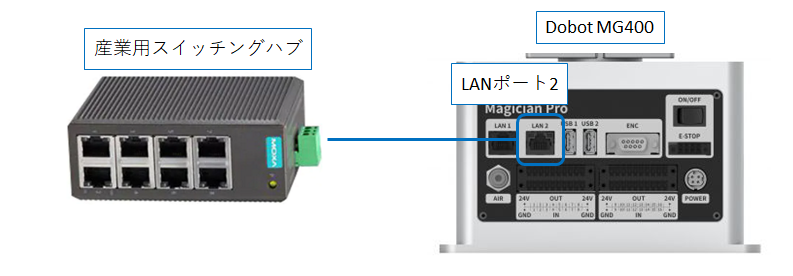 Dobot MG400
産業用スイッチングハブ
LANポート2
Magician Pro
ON/OFF
LAN 1
LAN 2
USB 1
USB 2
ENC
E-STOP
MOXA
AIR
24V
OUT
24V
24V
OUT
24V
POWER
GND
IN
GND
GND
IN
GND